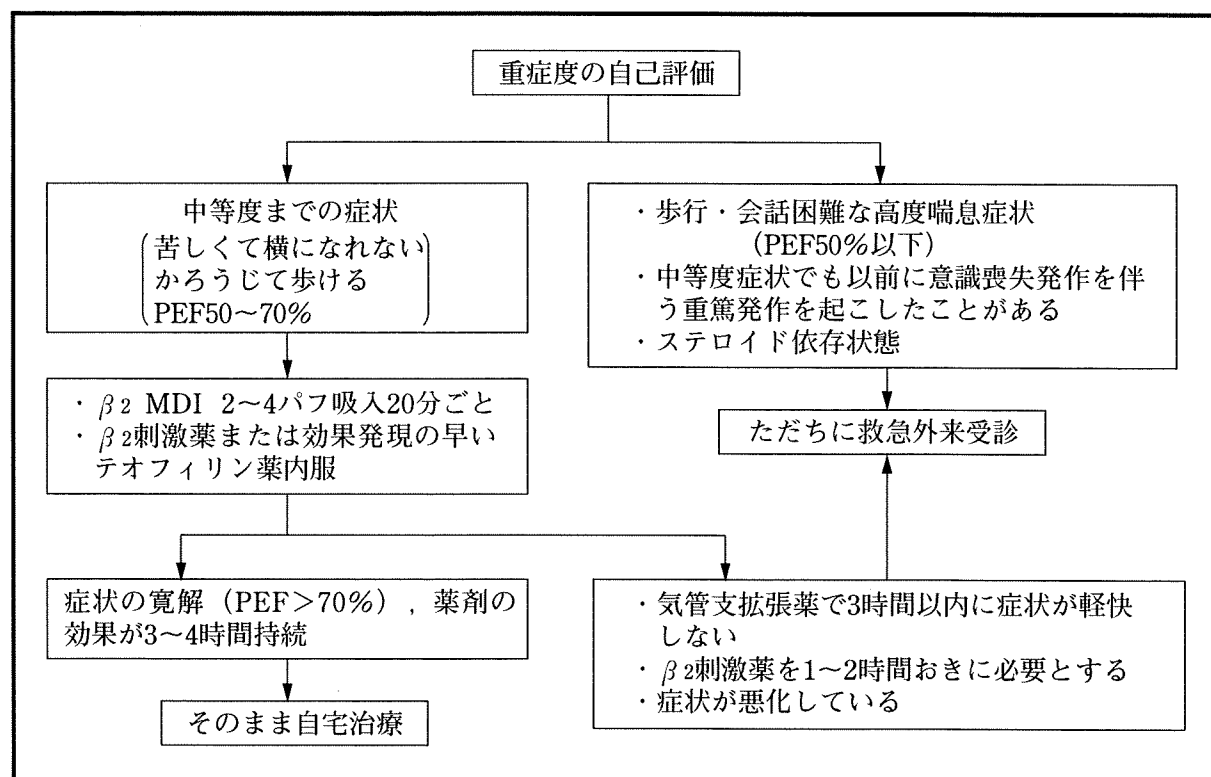 重症度の自己評価
中等度までの症状
苦しくて横になれない
かろうじて歩ける
PEF50〜70%
・歩行・会話困難な高度喘息症状
(PEF50%以下)
・中等度症状でも以前に意識喪失発作を伴
う重篤発作を起こしたことがある
・ステロイド依存状態
・β2 MDI 2〜4パフ吸入20分ごと
・β2刺激薬または効果発現の早い
テオフィリン薬内服
ただちに救急外来受診
症状の寛解(PEF>70%),薬剤の
効果が3〜4時間持続
・気管支拡張薬で3時間以内に症状が軽快
しない
・β2刺激薬を1〜2時間おきに必要とする
・症状が悪化している
そのまま自宅治療